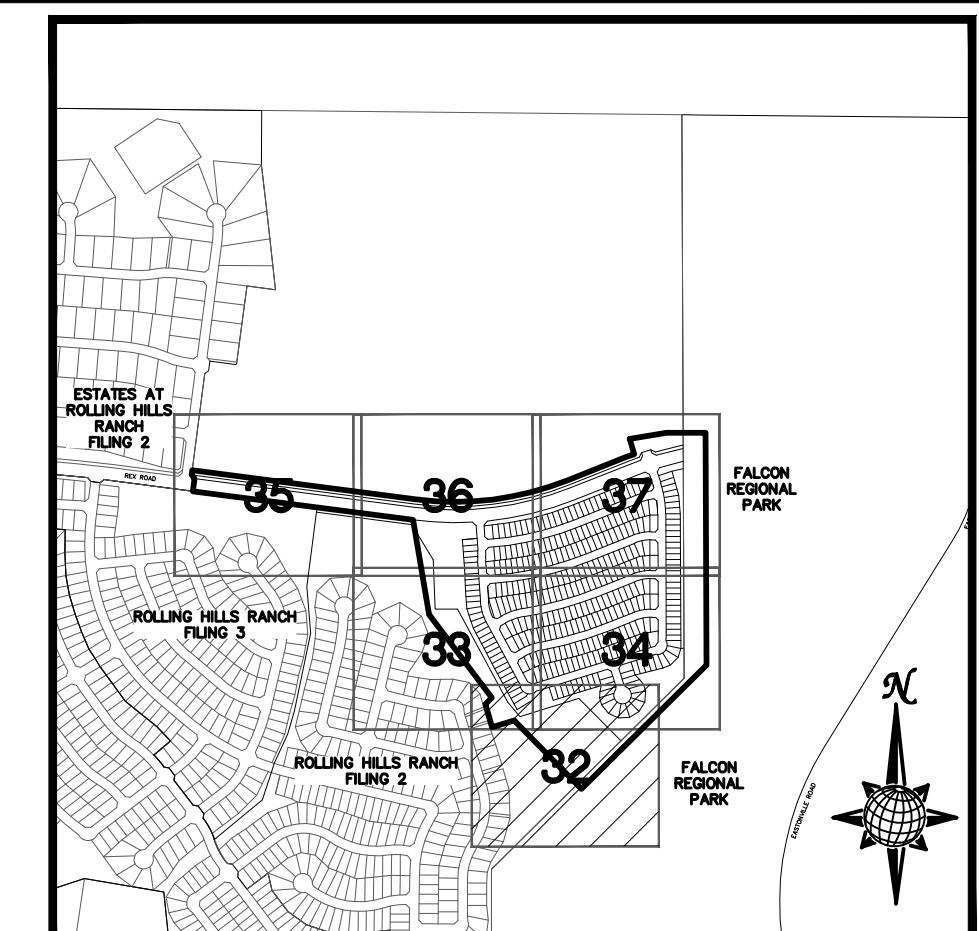 ESTATES AT
ROLLING HILLS
RANCH
FILING 2
REX ROAD
35
36
37
FALCON
REGIONAL
PARK
ROLLING HILLS RANCH
FILING 3
33
34
N
ROLLING HILLS RANCH
FILING 2
32
FALCON
REGIONAL
PARK
EASTONVILLE ROAD